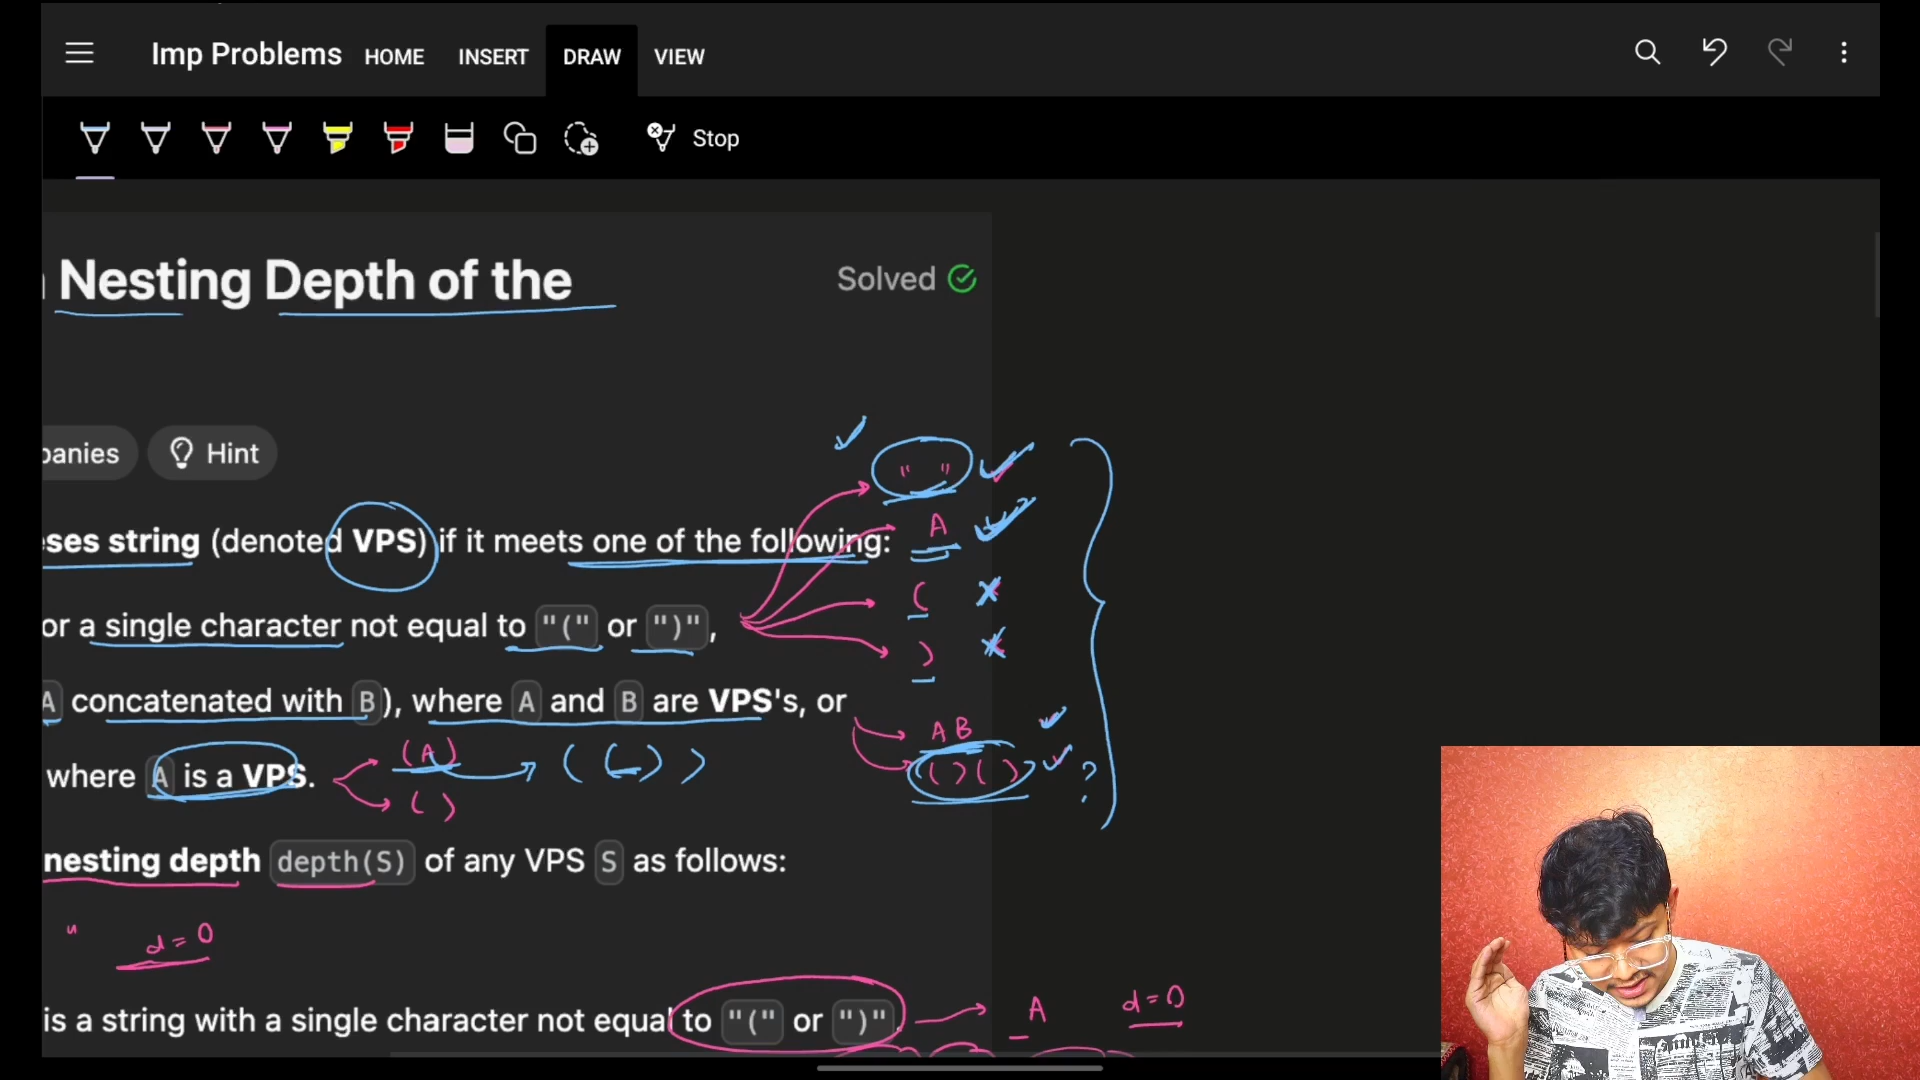 Imp Problems HOME INSERT DRAW VIEW
Stop
Nesting Depth of the
Solved
panies Hint
" "
eses string (denoted VPS) if it meets one of the following:
A
(
or a single character not equal to "(" or ")",
)
A concatenated with B), where A and B are VPS's, or
AB
(A) ( ( ) )
()() ?
where A is a VPS.
( )
nesting depth depth(S) of any VPS S as follows:
" d=0
is a string with a single character not equal to "(" or ")",
A d=0